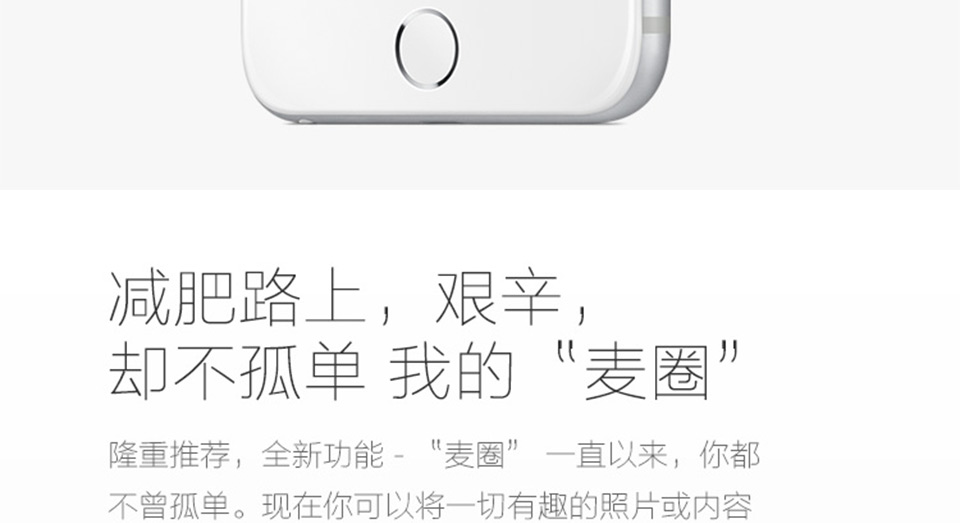 减肥路上，艰辛，
却不孤单 我的“麦圈”
隆重推荐，全新功能 - “麦圈” 一直以来，你都
不曾孤单。现在你可以将一切有趣的照片或内容